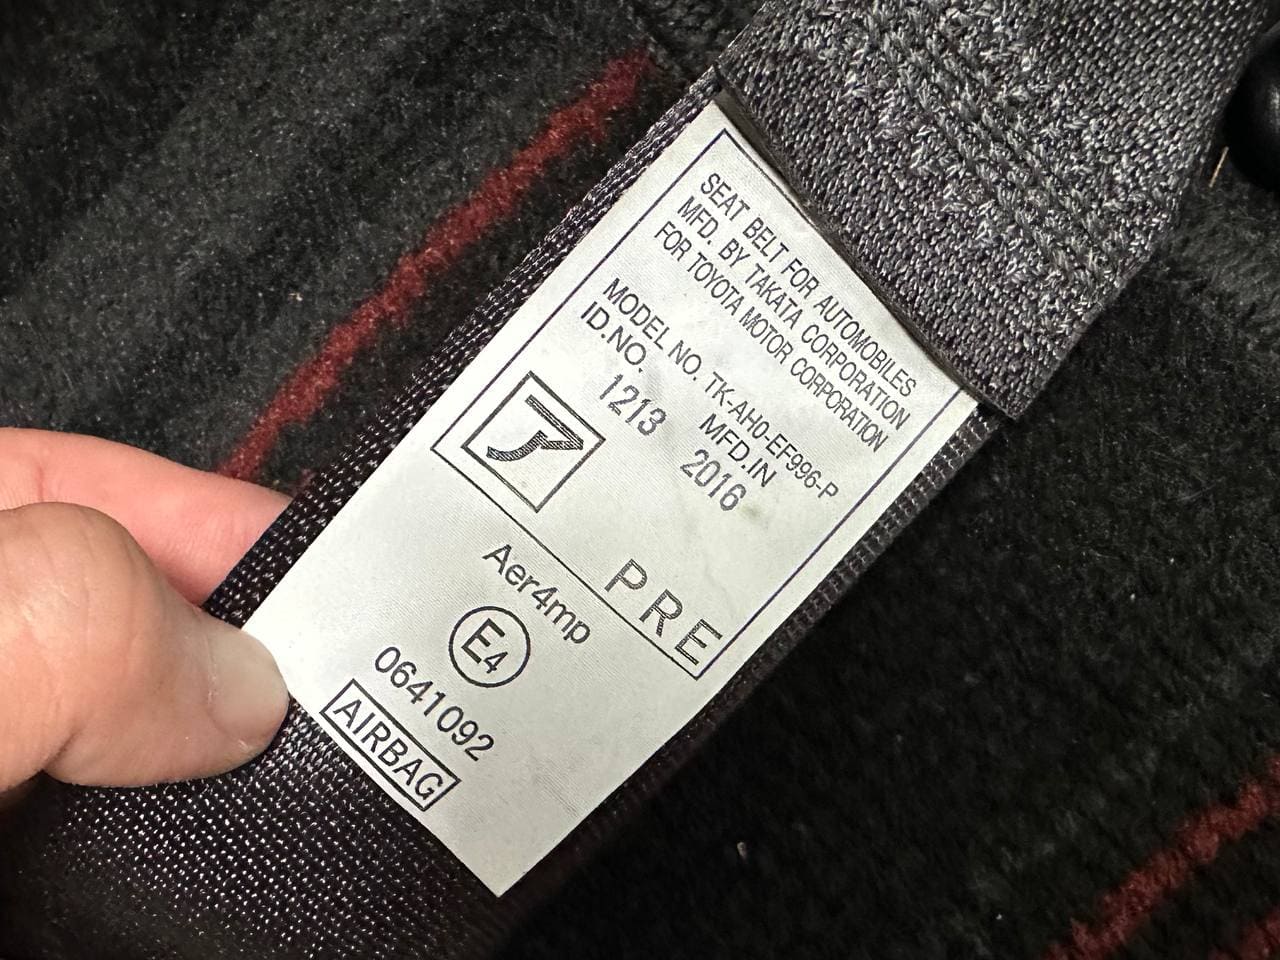 SEAT BELT FOR AUTOMOBILES
MFD. BY TAKATA CORPORATION
FOR TOYOTA MOTOR CORPORATION
MODEL NO. TK-AH0-EF996-P
ID.NO. MFD.IN
1213 2016
ア
PRE
Aer4mp
E4
0641092
AIRBAG